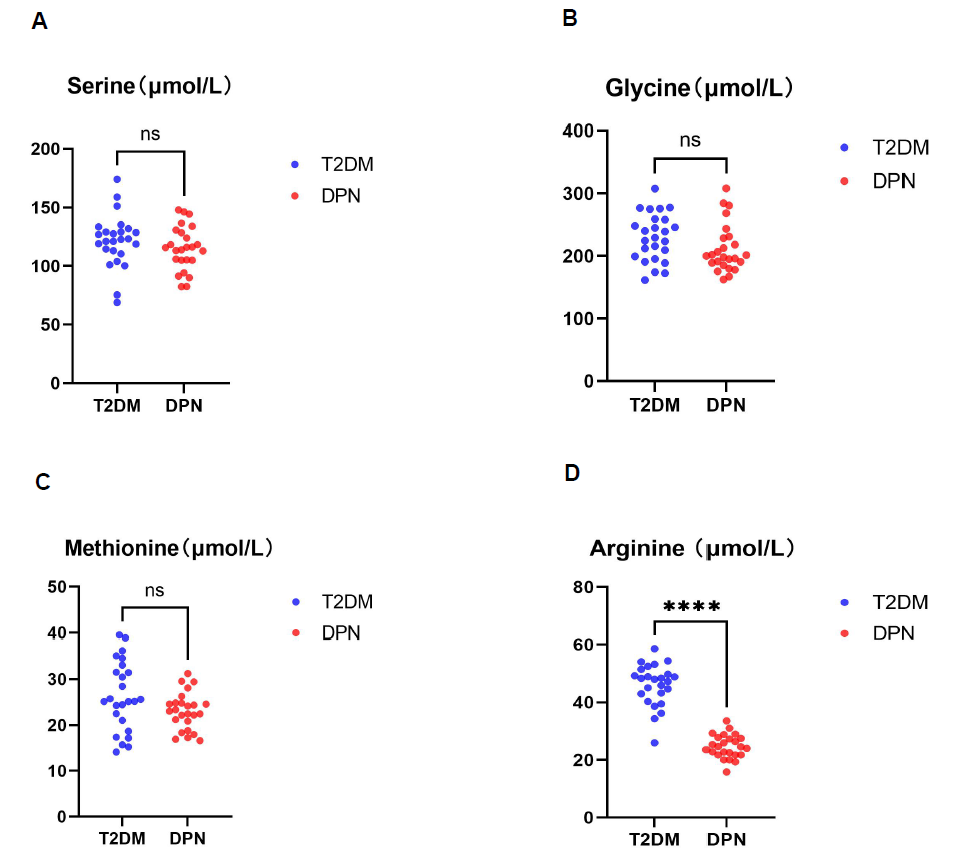 A
Serine（μmol/L）
ns
200
150
100
50
0
T2DM
DPN
T2DM
DPN
B
Glycine（μmol/L）
ns
400
300
200
100
0
T2DM
DPN
T2DM
DPN
C
Methionine（μmol/L）
ns
50
40
30
20
10
0
T2DM
DPN
T2DM
DPN
D
Arginine （μmol/L）
****
80
60
40
20
0
T2DM
DPN
T2DM
DPN